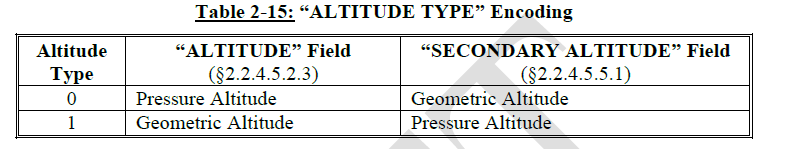 Table 2-15: “ALTITUDE TYPE” Encoding
Altitude Type “ALTITUDE” Field (§2.2.4.5.2.3) “SECONDARY ALTITUDE” Field (§2.2.4.5.5.1)
0 Pressure Altitude Geometric Altitude
1 Geometric Altitude Pressure Altitude